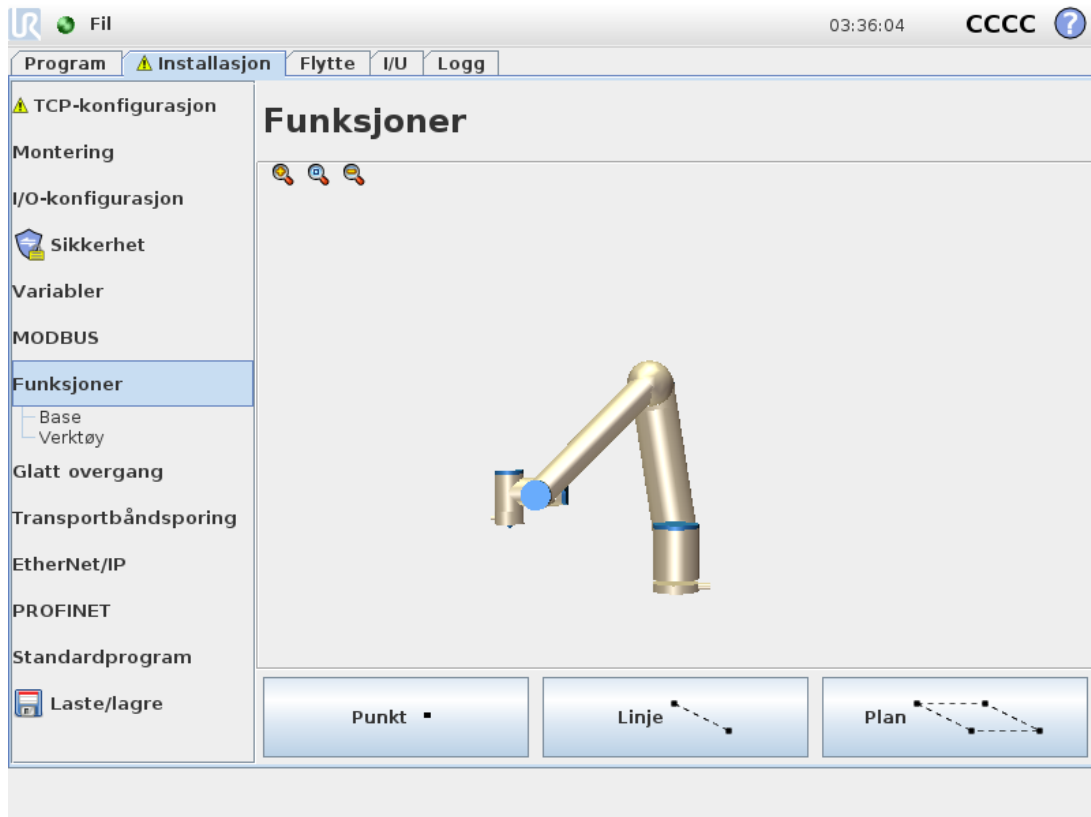 UR Fil 03:36:04 CCCC ?
Program Installasjon Flytte I/U Logg
TCP-konfigurasjon
Montering
I/O-konfigurasjon
Sikkerhet
Variabler
MODBUS
Funksjoner
Base
Verktøy
Glatt overgang
Transportbåndsporing
EtherNet/IP
PROFINET
Standardprogram
Laste/lagre
Funksjoner
Punkt
Linje
Plan